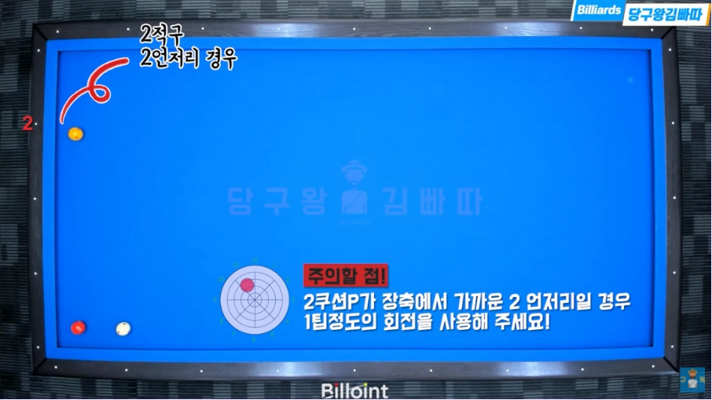 Billiards 당구왕김빠따
2적구
2언저리 경우
2
당구왕 김빠따
주의할 점!
2쿠션P가 장축에서 가까운 2 언저리일 경우
1팁정도의 회전을 사용해 주세요!
Billoint